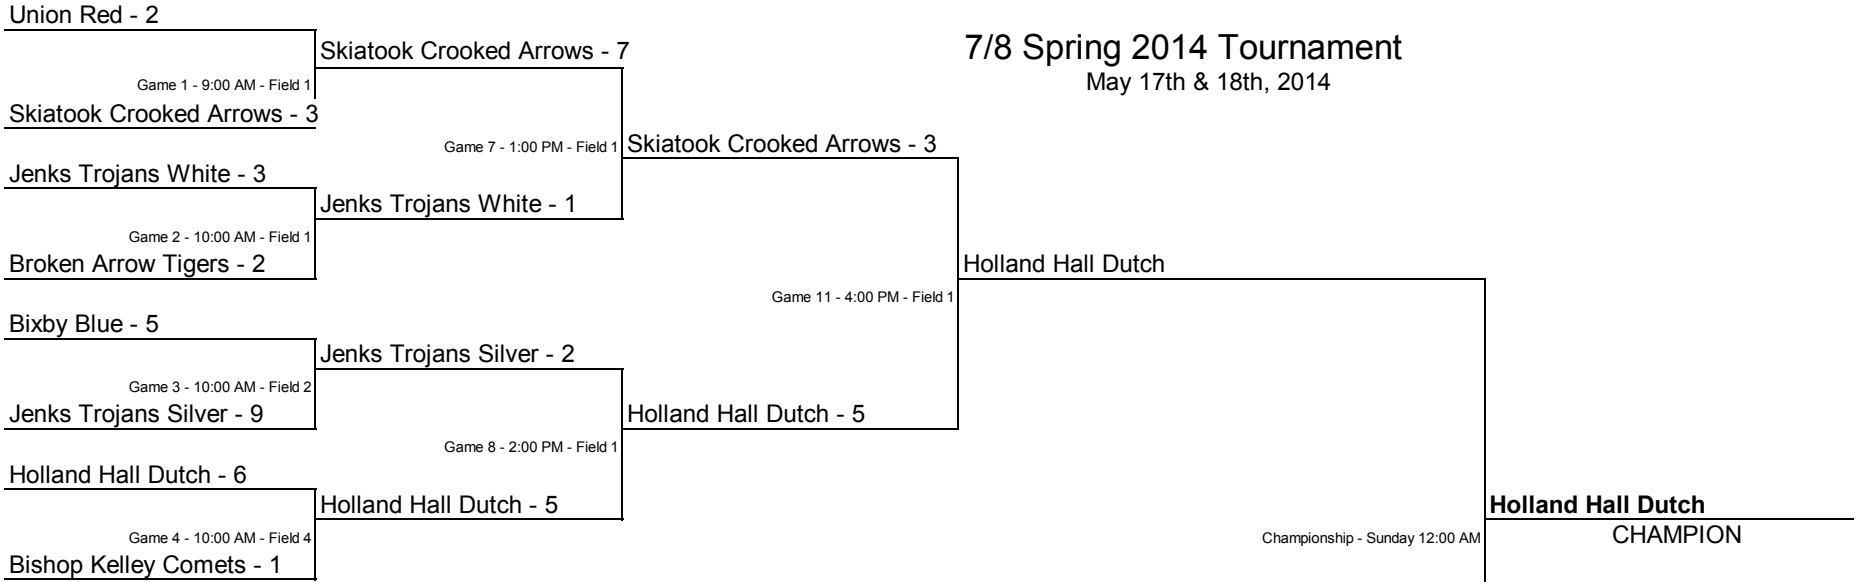 Union Red - 2
Skiatook Crooked Arrows - 7
7/8 Spring 2014 Tournament
May 17th & 18th, 2014
Game 1 - 9:00 AM - Field 1
Skiatook Crooked Arrows - 3
Game 7 - 1:00 PM - Field 1
Skiatook Crooked Arrows - 3
Jenks Trojans White - 3
Jenks Trojans White - 1
Game 2 - 10:00 AM - Field 1
Broken Arrow Tigers - 2
Holland Hall Dutch
Game 11 - 4:00 PM - Field 1
Bixby Blue - 5
Jenks Trojans Silver - 2
Game 3 - 10:00 AM - Field 2
Jenks Trojans Silver - 9
Holland Hall Dutch - 5
Game 8 - 2:00 PM - Field 1
Holland Hall Dutch - 6
Holland Hall Dutch - 5
Holland Hall Dutch
Game 4 - 10:00 AM - Field 4
Championship - Sunday 12:00 AM
CHAMPION
Bishop Kelley Comets - 1